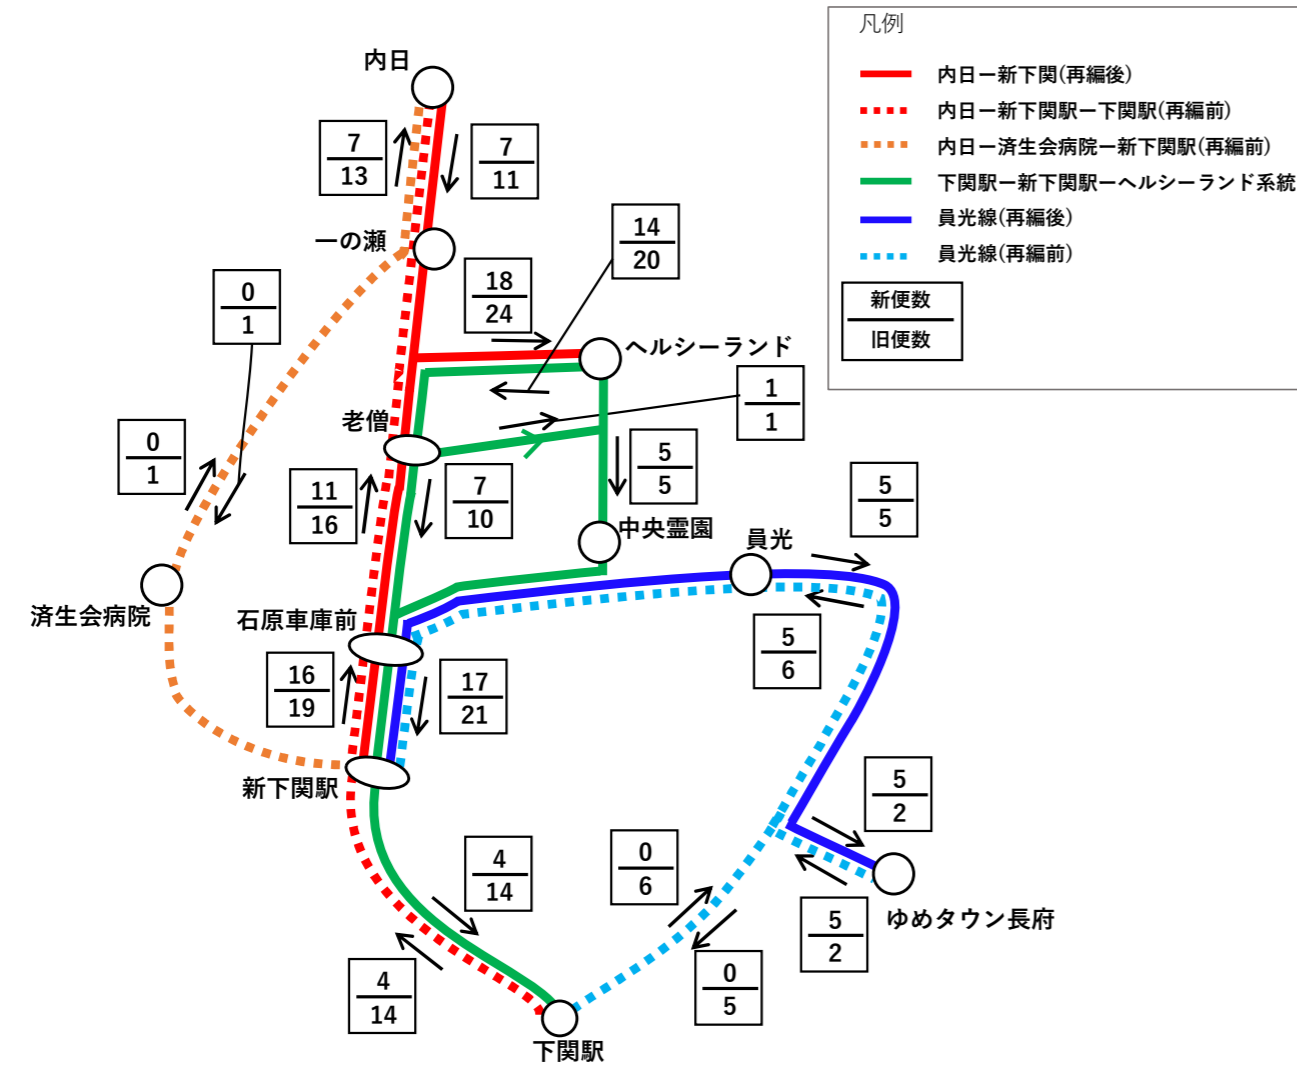 凡例
内日ー新下関(再編後)
内日ー新下関駅ー下関駅(再編前)
内日ー済生会病院ー新下関駅(再編前)
下関駅ー新下関駅ーヘルシーランド系統
員光線(再編後)
員光線(再編前)
新便数
旧便数
内日
7
13
7
11
一の瀬
14
20
0
1
18
24
ヘルシーランド
1
1
老僧
0
1
11
16
7
10
5
5
5
5
中央霊園
員光
済生会病院
石原車庫前
5
6
16
19
17
21
新下関駅
5
2
4
14
0
6
5
2
ゆめタウン長府
4
14
0
5
下関駅